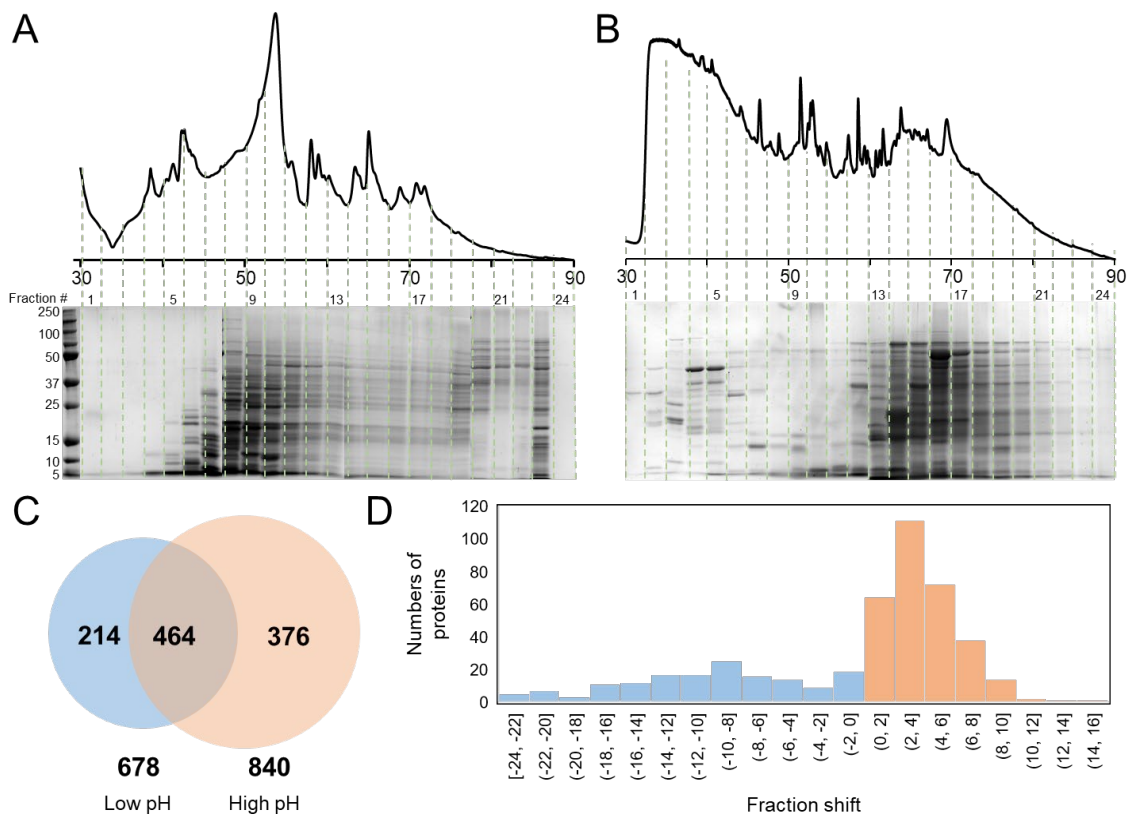 A
B
30 50 70 90
30 50 70 90
Fraction # 1 5 9 13 17 21 24
1 5 9 13 17 21 24
250
100
50
37
25
15
10
5
C
D
214 464 376
678 840
Low pH High pH
Numbers of
proteins
120
100
80
60
40
20
0
[-24, -22]
(-22, -20]
(-20, -18]
(-18, -16]
(-16, -14]
(-14, -12]
(-12, -10]
(-10, -8]
(-8, -6]
(-6, -4]
(-4, -2]
(-2, 0]
(0, 2]
(2, 4]
(4, 6]
(6, 8]
(8, 10]
(10, 12]
(12, 14]
(14, 16]
Fraction shift